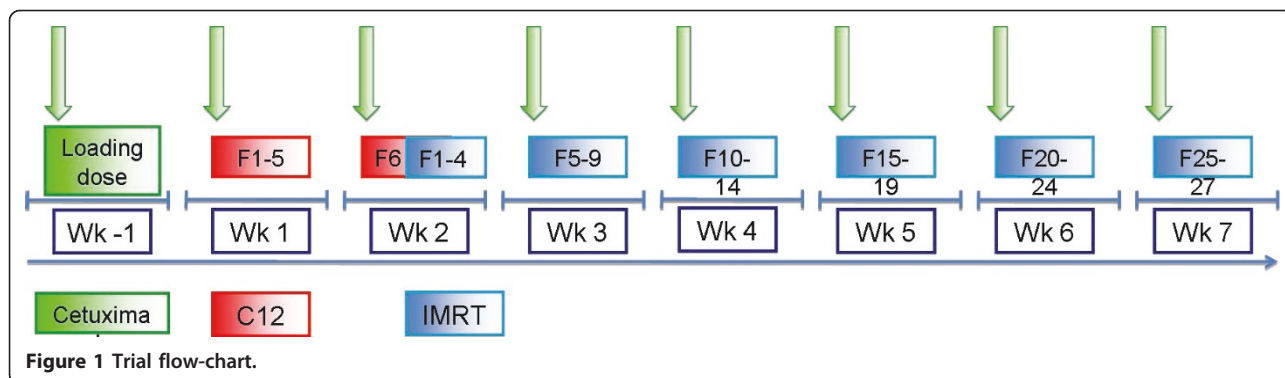 Loading
dose
F1-5
F6 F1-4
F5-9
F10-
14
F15-
19
F20-
24
F25-
27
Wk -1 Wk 1 Wk 2 Wk 3 Wk 4 Wk 5 Wk 6 Wk 7
Cetuxima C12 IMRT
Figure 1 Trial flow-chart.